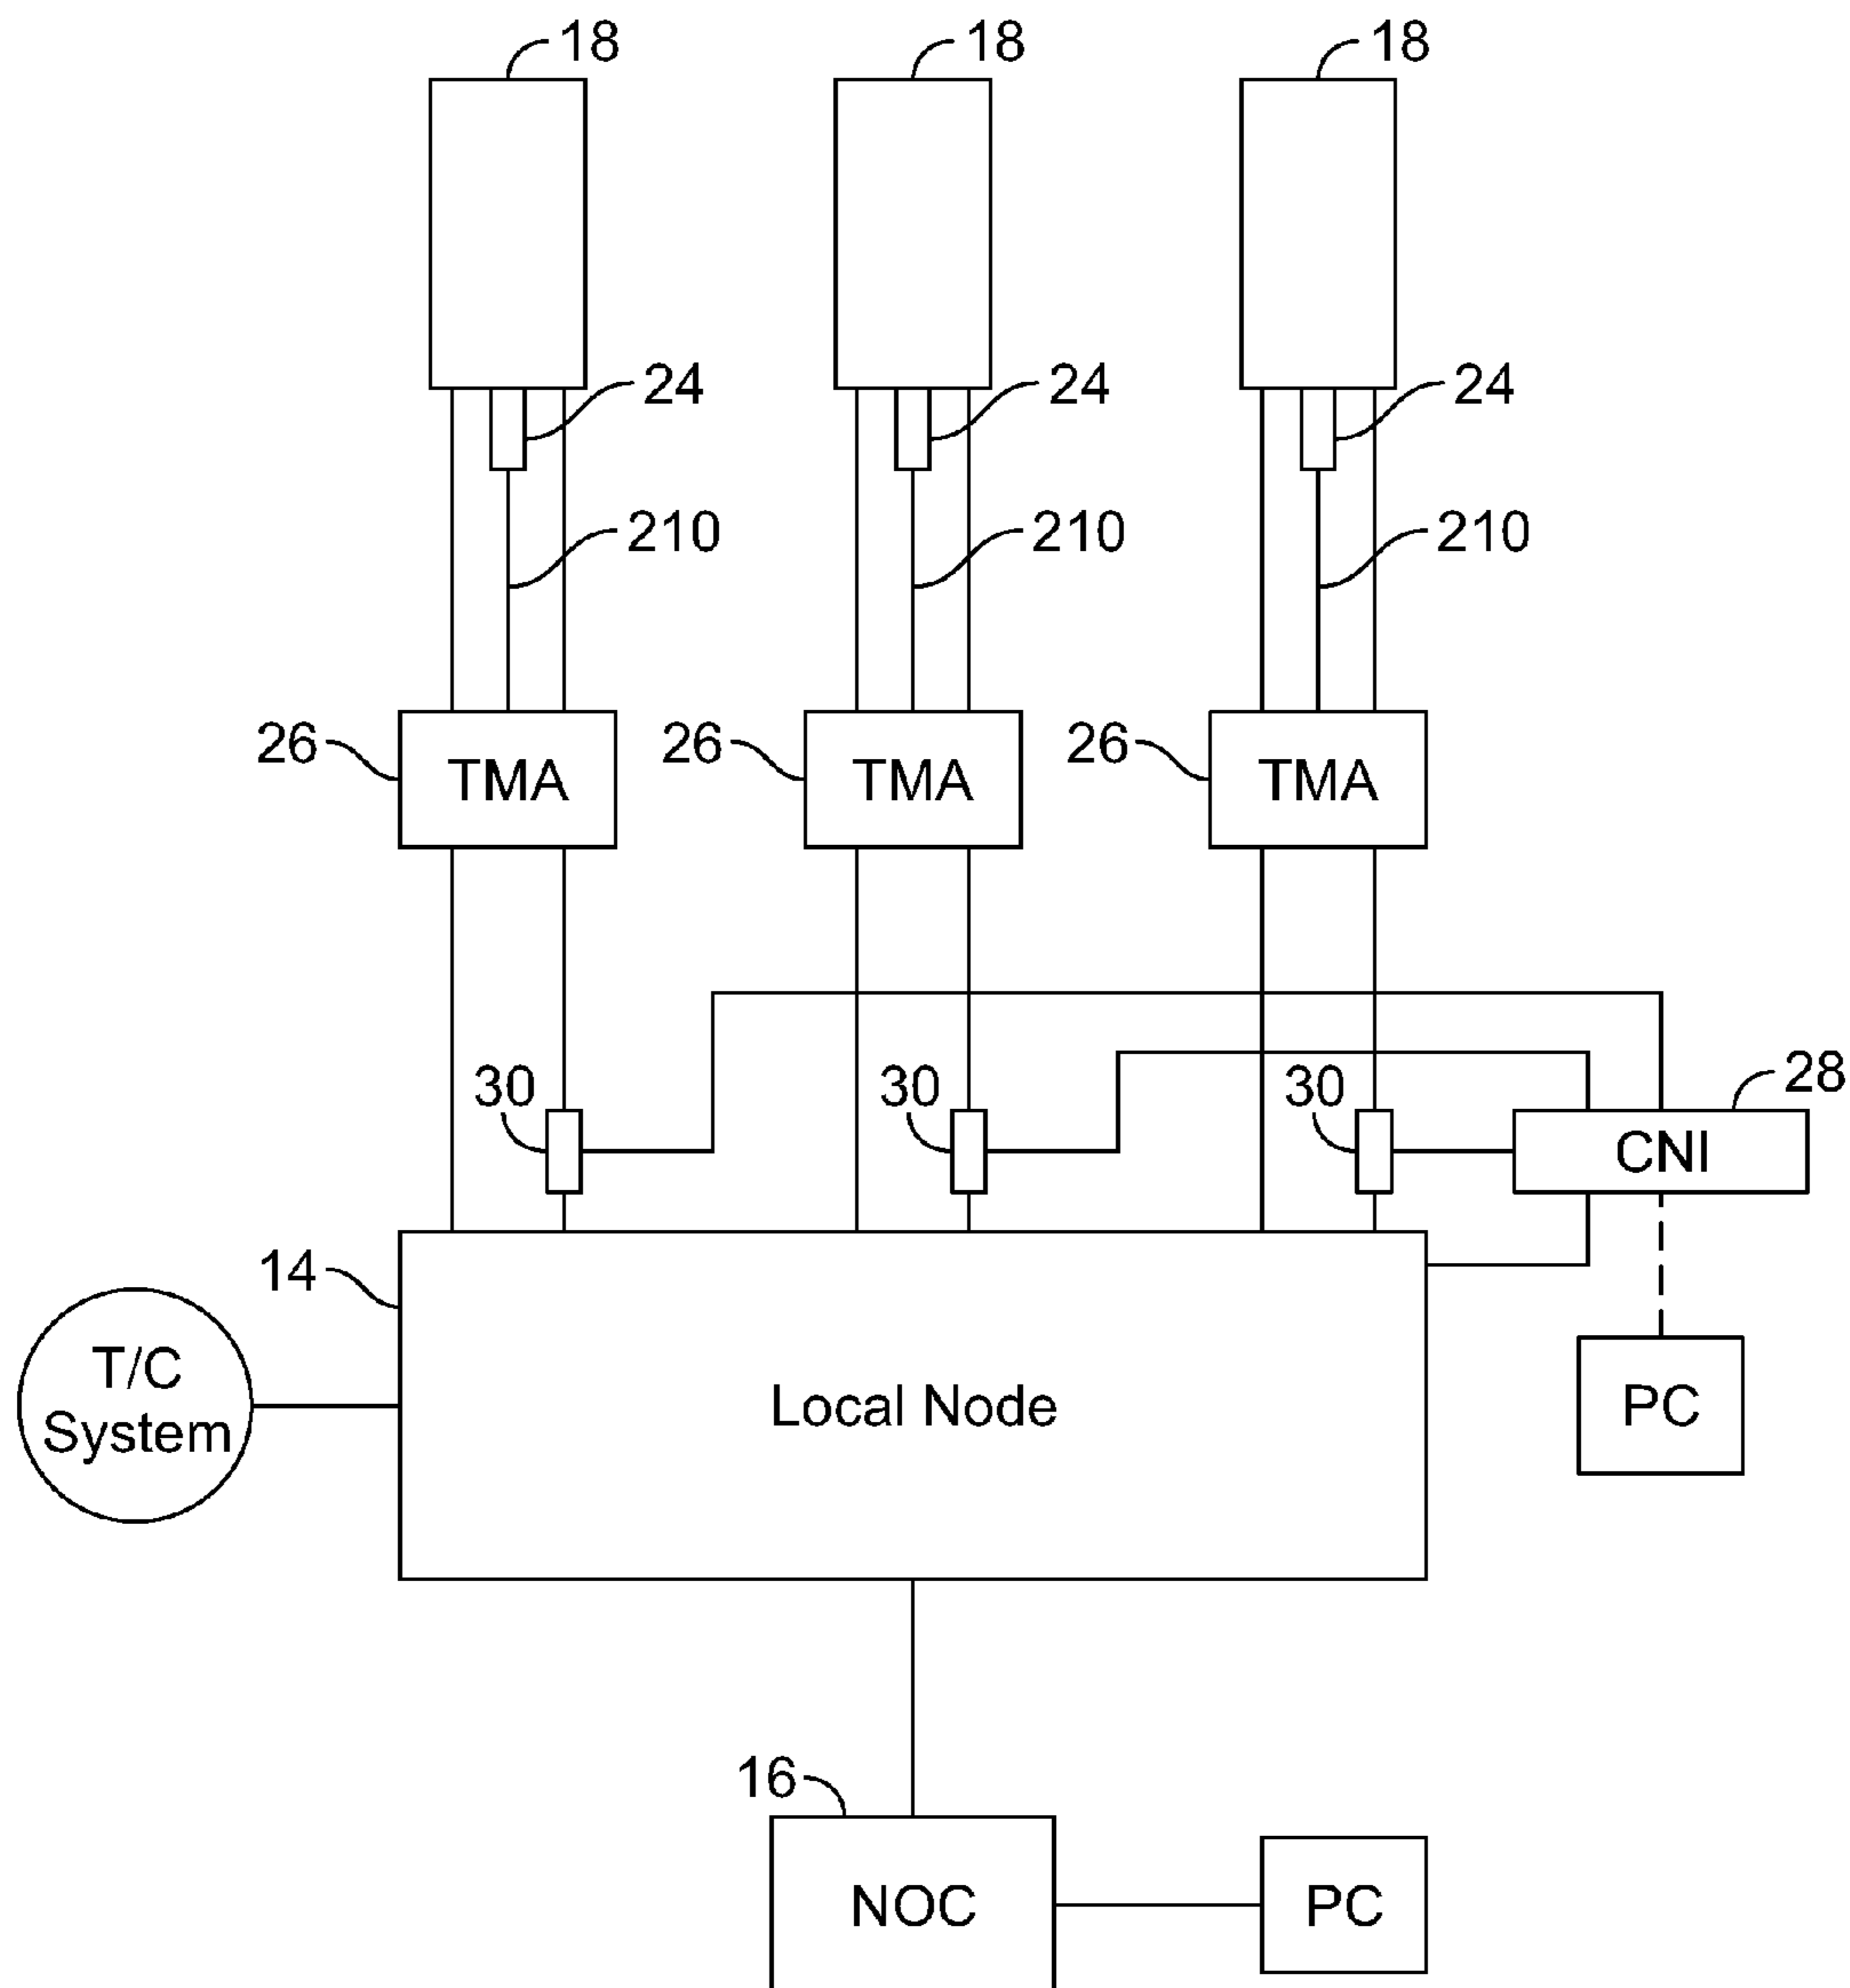 18 18 18
24 24 24
210 210 210
26 26 26
TMA TMA TMA
30 30 30 28
CNI
14
T/C
System
Local Node
PC
16
NOC
PC